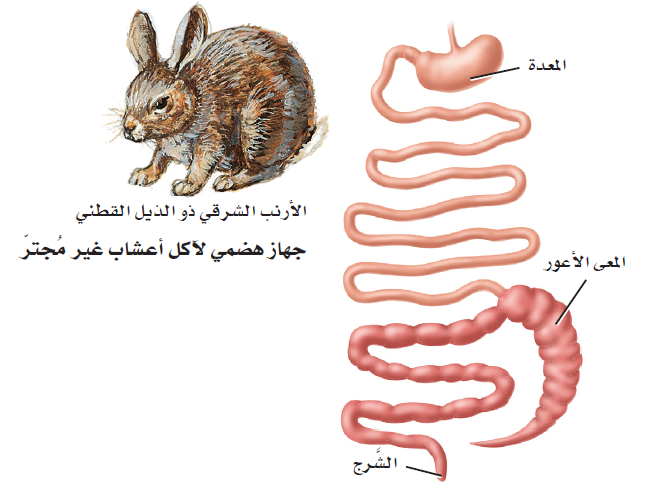 المعدة
الأرنب الشرقي ذو الذيل القطني
جهاز هضمي لآكل أعشاب غير مُجترّ
المعى الأعور
الشَّرج